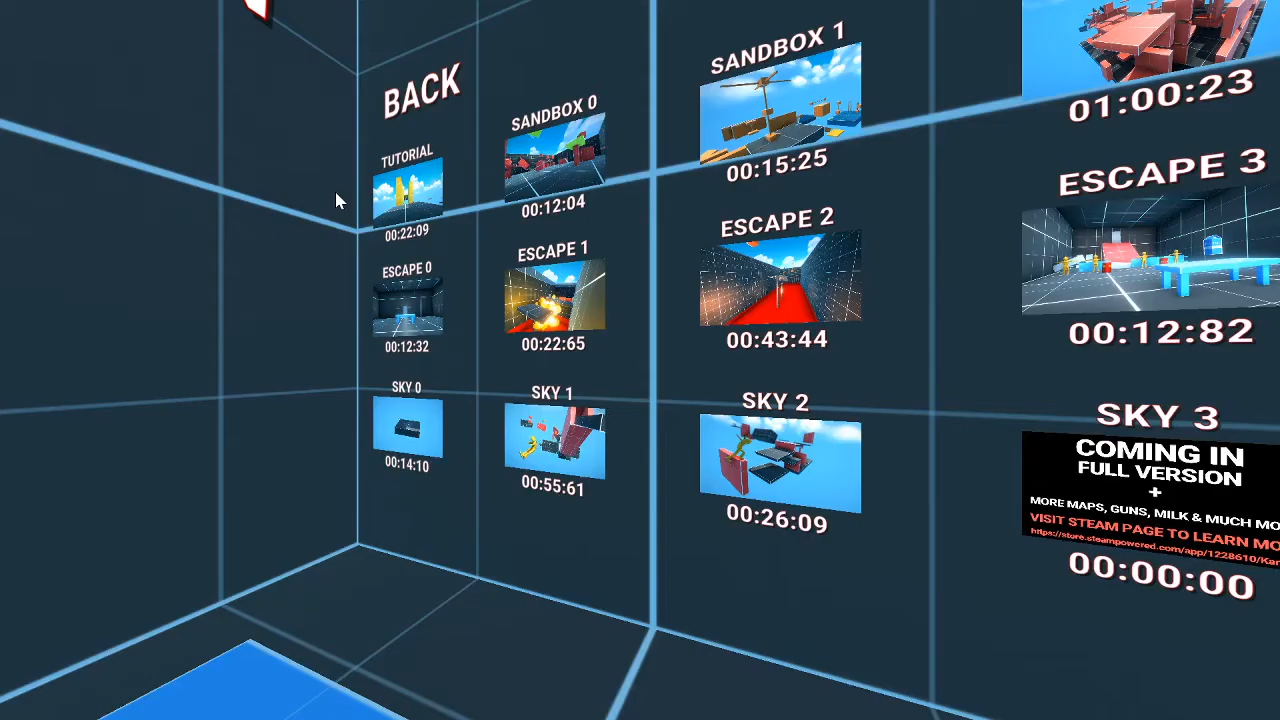 BACK
TUTORIAL
00:22:09
SANDBOX 0
00:12:04
SANDBOX 1
00:15:25
01:00:23
ESCAPE 0
00:12:32
ESCAPE 1
00:22:65
ESCAPE 2
00:43:44
ESCAPE 3
00:12:82
SKY 0
00:14:10
SKY 1
00:55:61
SKY 2
00:26:09
SKY 3
COMING IN
FULL VERSION
+
MORE MAPS, GUNS, MILK & MUCH MO
VISIT STEAM PAGE TO LEARN MO
https://store.steampowered.com/app/1228610/Kar
00:00:00